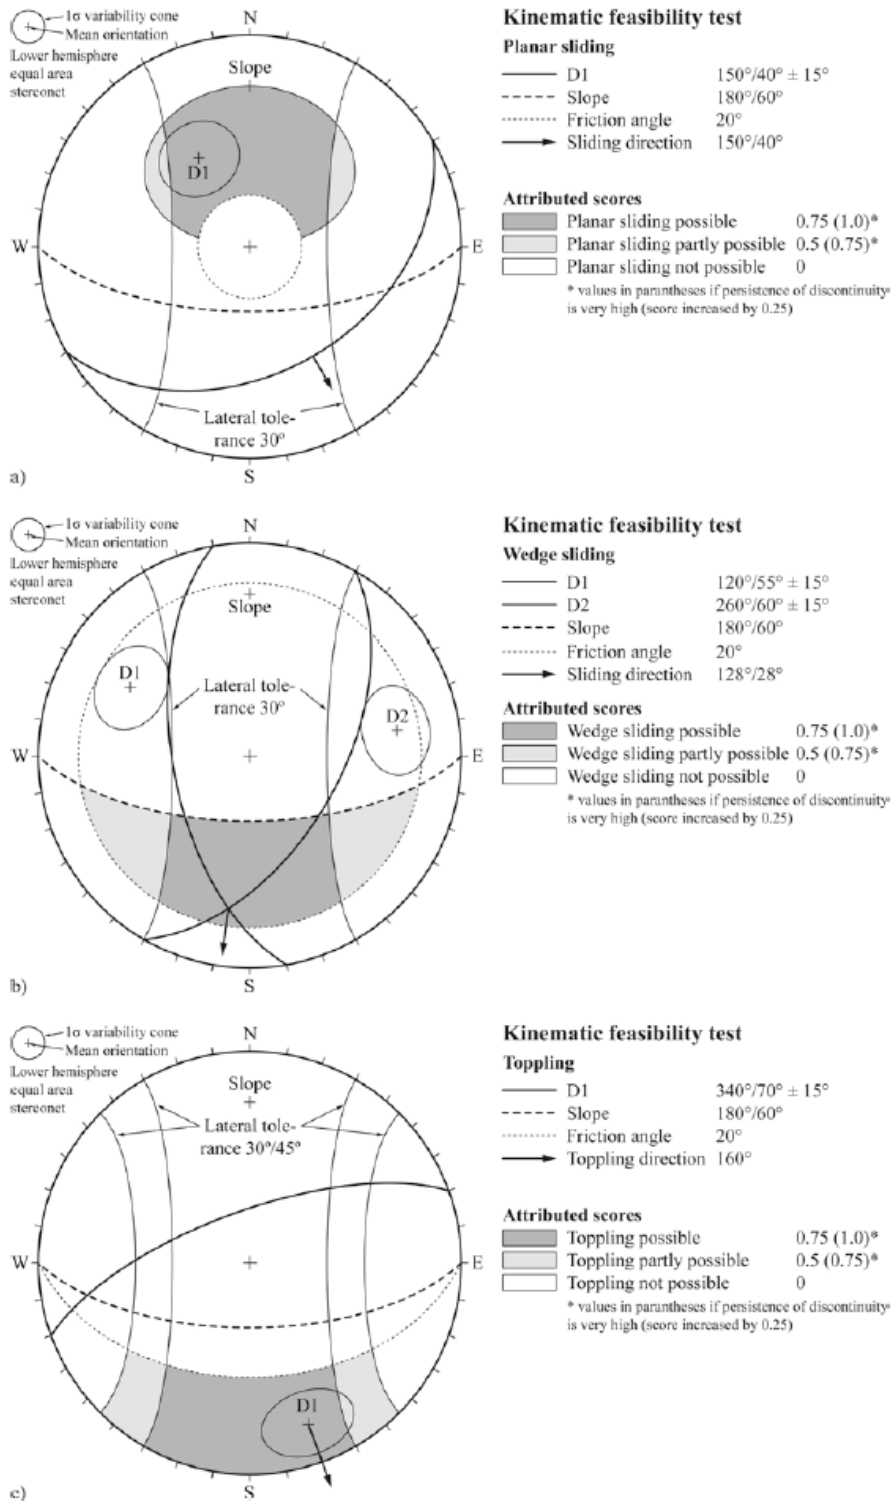 1σ variability cone
Mean orientation
Lower hemisphere
equal area
stereonet
N
Slope
D1
W
E
Lateral tole-
rance 30°
S
a)
Kinematic feasibility test
Planar sliding
D1 150°/40° ± 15°
Slope 180°/60°
Friction angle 20°
Sliding direction 150°/40°
Attributed scores
Planar sliding possible 0.75 (1.0)*
Planar sliding partly possible 0.5 (0.75)*
Planar sliding not possible 0
* values in parantheses if persistence of discontinuity
is very high (score increased by 0.25)
1σ variability cone
Mean orientation
Lower hemisphere
equal area
stereonet
N
Slope
D1
Lateral tole-
rance 30°
D2
W
E
S
b)
Kinematic feasibility test
Wedge sliding
D1 120°/55° ± 15°
D2 260°/60° ± 15°
Slope 180°/60°
Friction angle 20°
Sliding direction 128°/28°
Attributed scores
Wedge sliding possible 0.75 (1.0)*
Wedge sliding partly possible 0.5 (0.75)*
Wedge sliding not possible 0
* values in parantheses if persistence of discontinuity
is very high (score increased by 0.25)
1σ variability cone
Mean orientation
Lower hemisphere
equal area
stereonet
N
Slope
Lateral tole-
rance 30°/45°
W
E
D1
S
c)
Kinematic feasibility test
Toppling
D1 340°/70° ± 15°
Slope 180°/60°
Friction angle 20°
Toppling direction 160°
Attributed scores
Toppling possible 0.75 (1.0)*
Toppling partly possible 0.5 (0.75)*
Toppling not possible 0
* values in parantheses if persistence of discontinuity
is very high (score increased by 0.25)